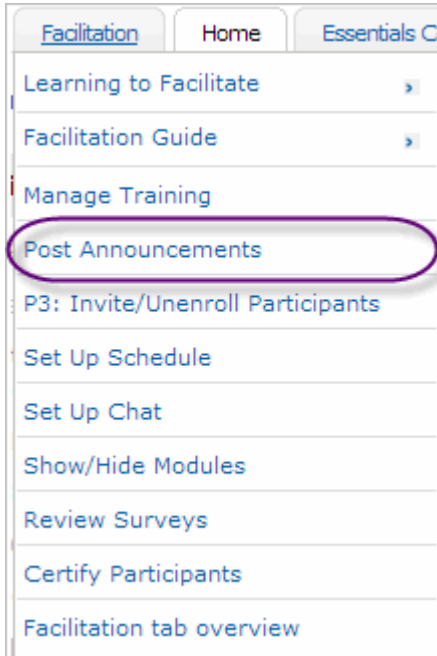 Facilitation Home Essentials C
Learning to Facilitate
Facilitation Guide
Manage Training
Post Announcements
P3: Invite/Unenroll Participants
Set Up Schedule
Set Up Chat
Show/Hide Modules
Review Surveys
Certify Participants
Facilitation tab overview